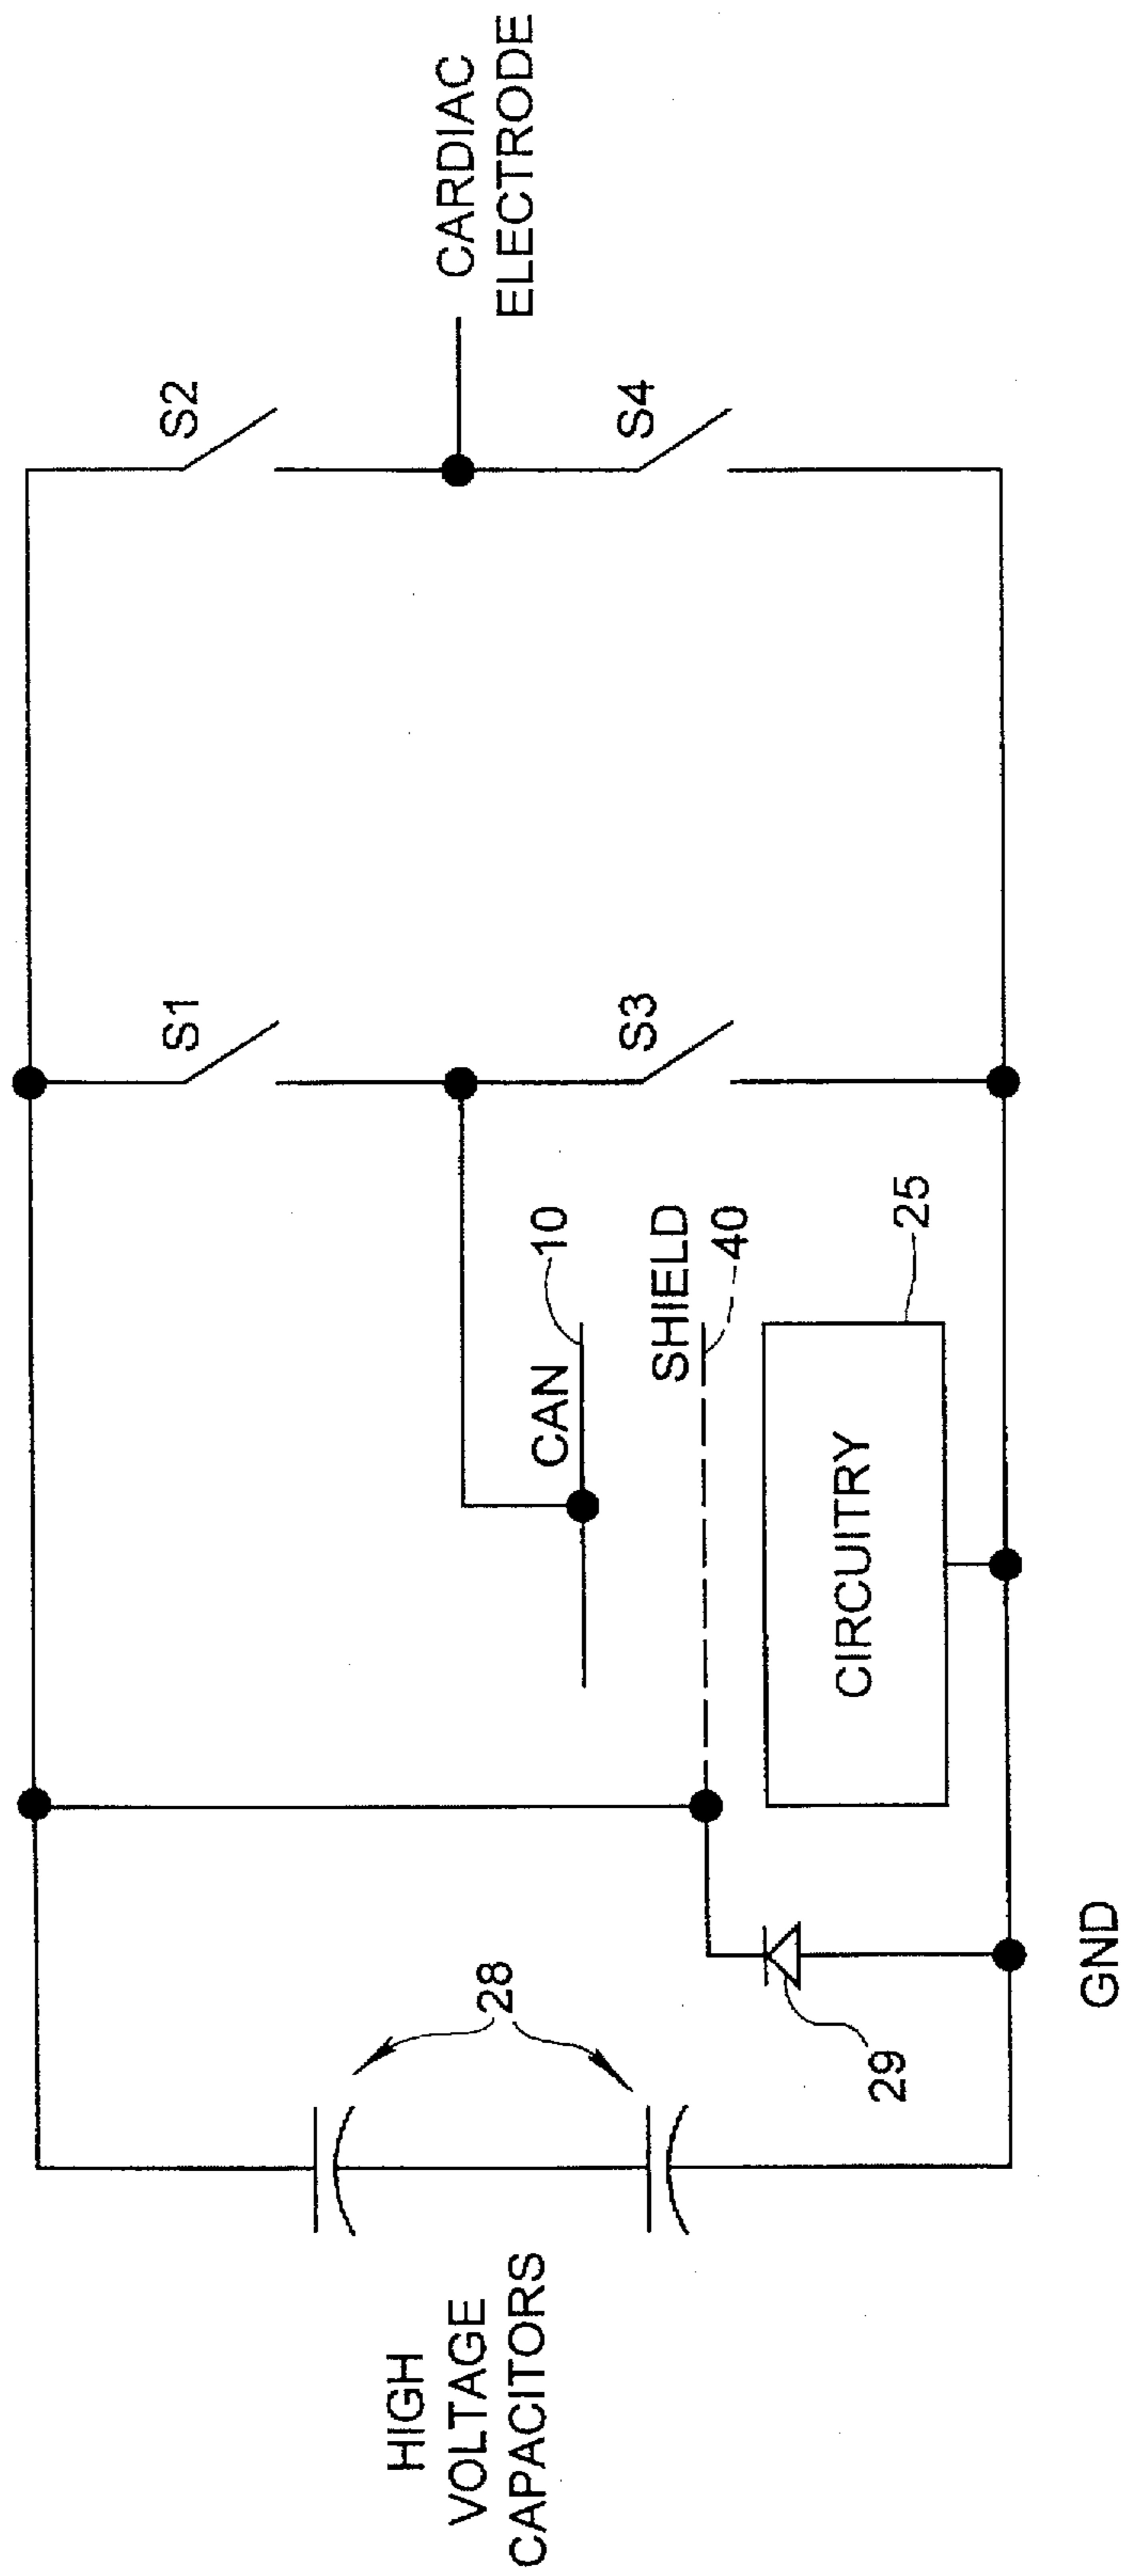 HIGH
VOLTAGE
CAPACITORS
28
29
GND
CAN
10
SHIELD
40
CIRCUITRY
25
S1
S3
S2
S4
CARDIAC
ELECTRODE